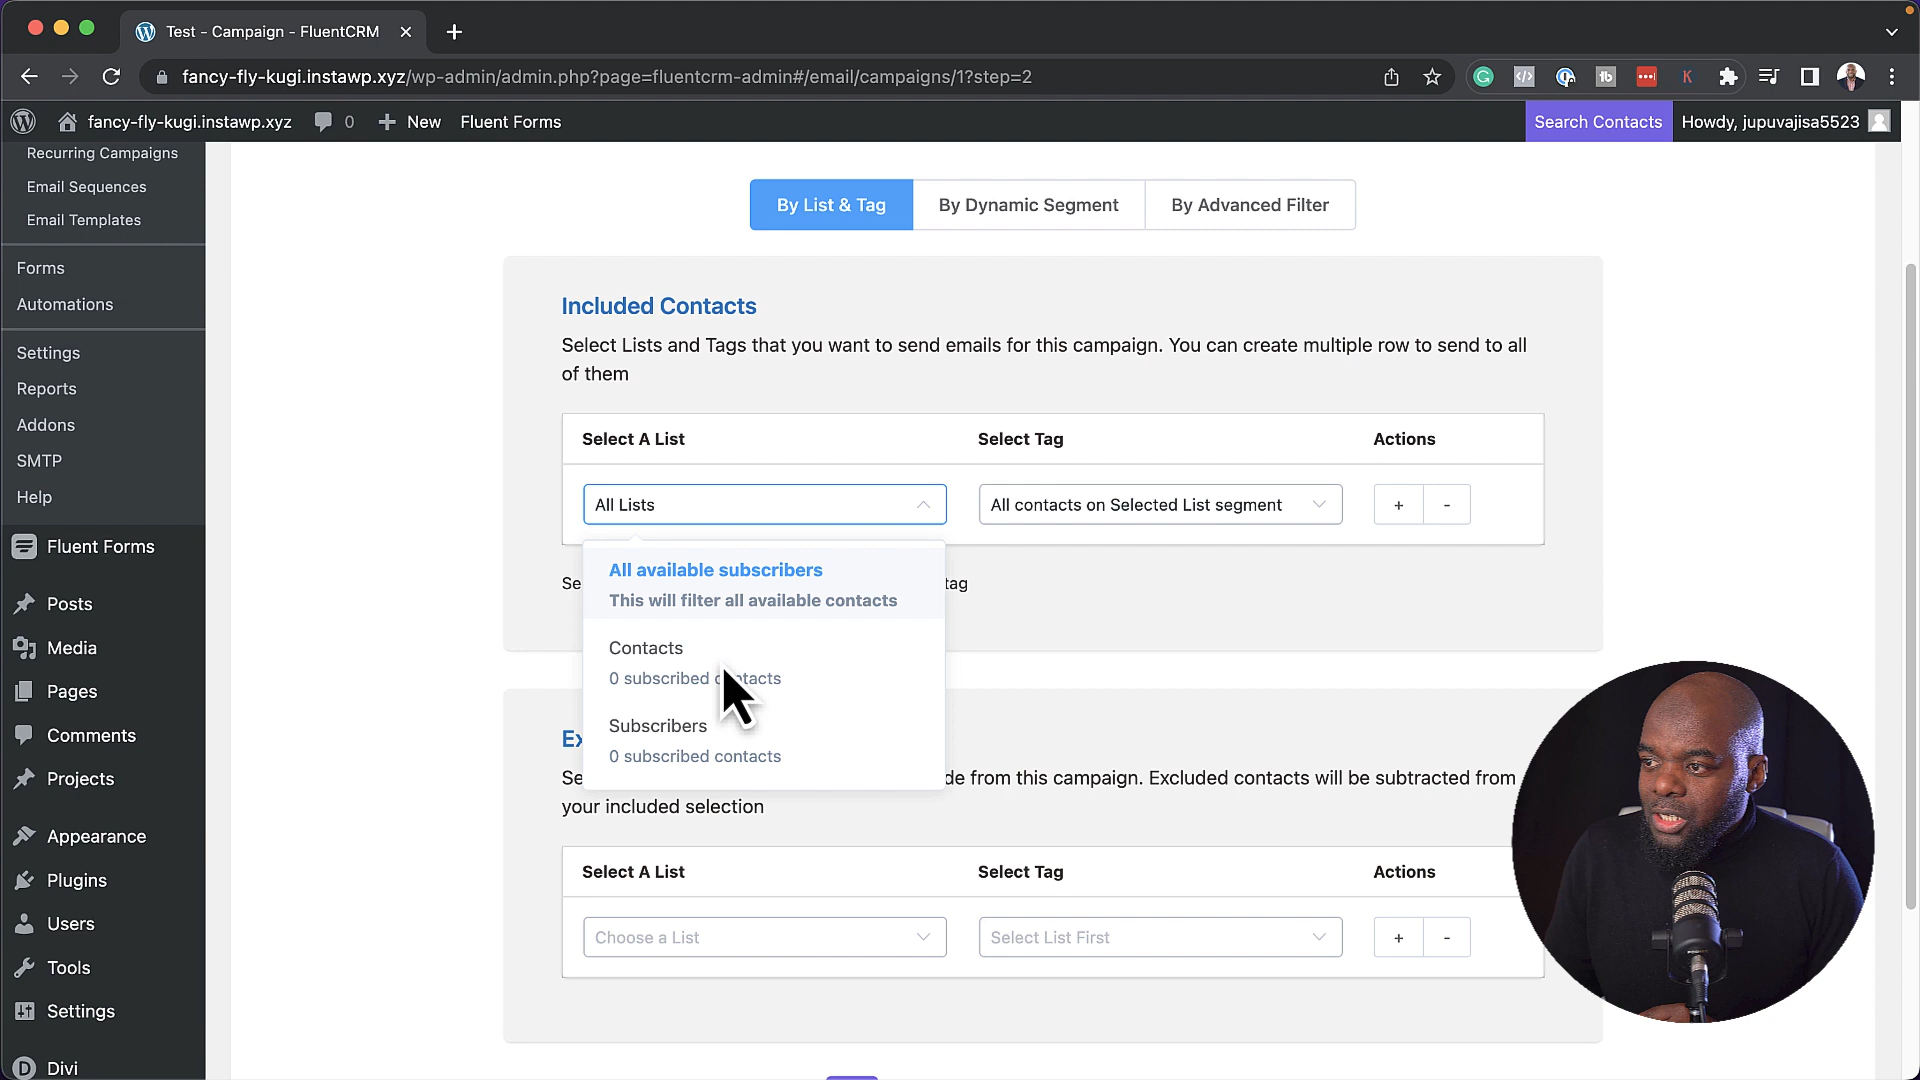 Test - Campaign - FluentCRM
fancy-fly-kugi.instawp.xyz/wp-admin/admin.php?page=fluentcrm-admin#/email/campaigns/1?step=2
fancy-fly-kugi.instawp.xyz
0
New
Fluent Forms
Search Contacts
Howdy, jupuvajisa5523
Recurring Campaigns
Email Sequences
Email Templates
Forms
Automations
Settings
Reports
Addons
SMTP
Help
Fluent Forms
Posts
Media
Pages
Comments
Projects
Appearance
Plugins
Users
Tools
Settings
Divi
By List & Tag
By Dynamic Segment
By Advanced Filter
Included Contacts
Select Lists and Tags that you want to send emails for this campaign. You can create multiple row to send to all
of them
Select A List
Select Tag
Actions
All Lists
All contacts on Selected List segment
+
-
All available subscribers
This will filter all available contacts
Contacts
0 subscribed contacts
Subscribers
0 subscribed contacts
Se
tag
Ex
Se
de from this campaign. Excluded contacts will be subtracted from
your included selection
Select A List
Select Tag
Actions
Choose a List
Select List First
+
-